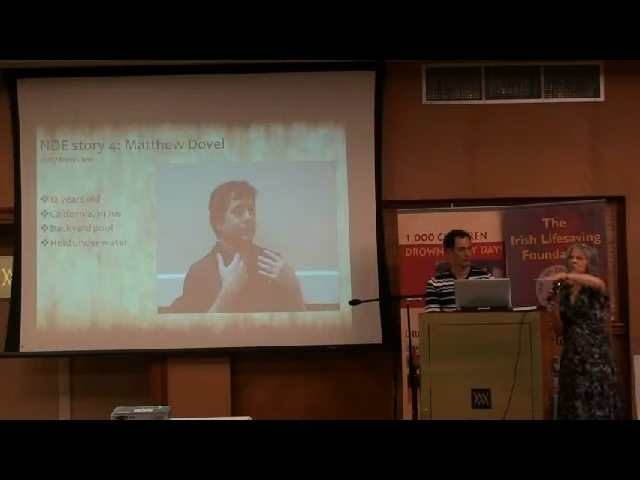 NDE story 4: Matthew Dovel
❖12 years old
❖California, 1970s
❖Backyard pool
❖Held under water
1,000 CHILDREN
DROWN EVERY DAY!
The
Irish Lifesaving
Foundation